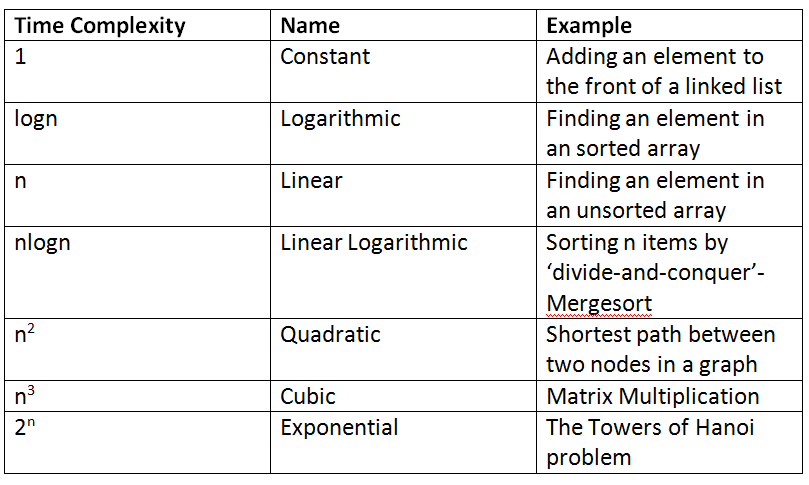 Time Complexity Name Example
1 Constant Adding an element to
the front of a linked list
logn Logarithmic Finding an element in
an sorted array
n Linear Finding an element in
an unsorted array
nlogn Linear Logarithmic Sorting n items by
‘divide-and-conquer’-
Mergesort
n² Quadratic Shortest path between
two nodes in a graph
n³ Cubic Matrix Multiplication
2ⁿ Exponential The Towers of Hanoi
problem